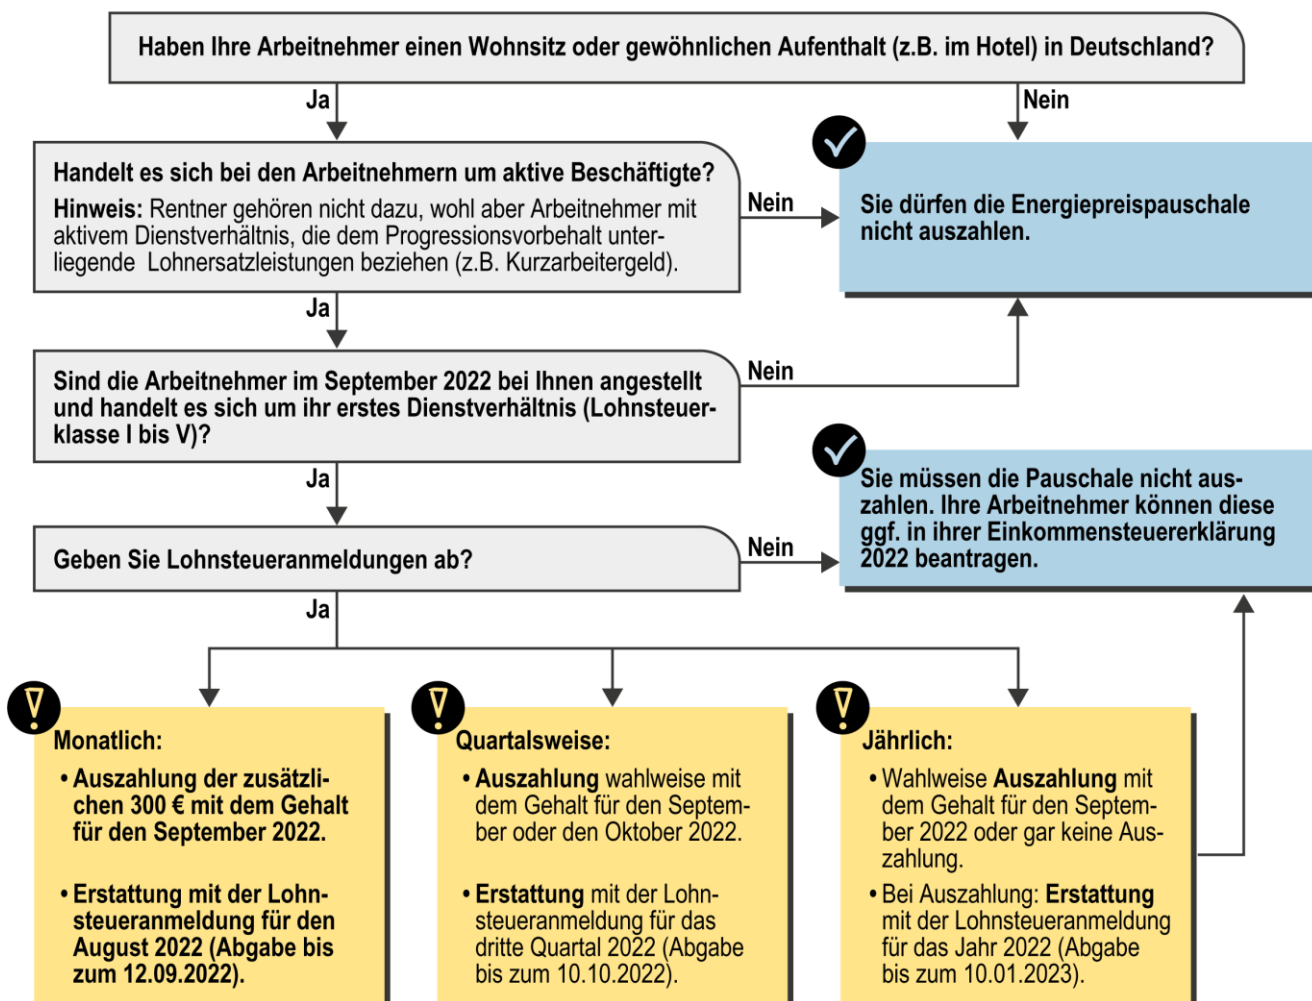 Haben Ihre Arbeitnehmer einen Wohnsitz oder gewöhnlichen Aufenthalt (z.B. im Hotel) in Deutschland?
Ja
Nein
Handelt es sich bei den Arbeitnehmern um aktive Beschäftigte?
Hinweis: Rentner gehören nicht dazu, wohl aber Arbeitnehmer mit
aktivem Dienstverhältnis, die dem Progressionsvorbehalt unter-
liegende Lohnersatzleistungen beziehen (z.B. Kurzarbeitergeld).
Nein
Sie dürfen die Energiepreispauschale
nicht auszahlen.
Ja
Sind die Arbeitnehmer im September 2022 bei Ihnen angestellt
und handelt es sich um ihr erstes Dienstverhältnis (Lohnsteuer-
klasse I bis V)?
Nein
Ja
Sie müssen die Pauschale nicht aus-
zahlen. Ihre Arbeitnehmer können diese
ggf. in ihrer Einkommensteuererklärung
2022 beantragen.
Geben Sie Lohnsteueranmeldungen ab?
Nein
Ja
Monatlich:
• Auszahlung der zusätzli-
chen 300 € mit dem Gehalt
für den September 2022.
• Erstattung mit der Lohn-
steueranmeldung für den
August 2022 (Abgabe bis
zum 12.09.2022).
Quartalsweise:
• Auszahlung wahlweise mit
dem Gehalt für den Septem-
ber oder den Oktober 2022.
• Erstattung mit der Lohn-
steueranmeldung für das
dritte Quartal 2022 (Abgabe
bis zum 10.10.2022).
Jährlich:
• Wahlweise Auszahlung mit
dem Gehalt für den Septem-
ber 2022 oder gar keine Aus-
zahlung.
• Bei Auszahlung: Erstattung
mit der Lohnsteueranmeldung
für das Jahr 2022 (Abgabe
bis zum 10.01.2023).